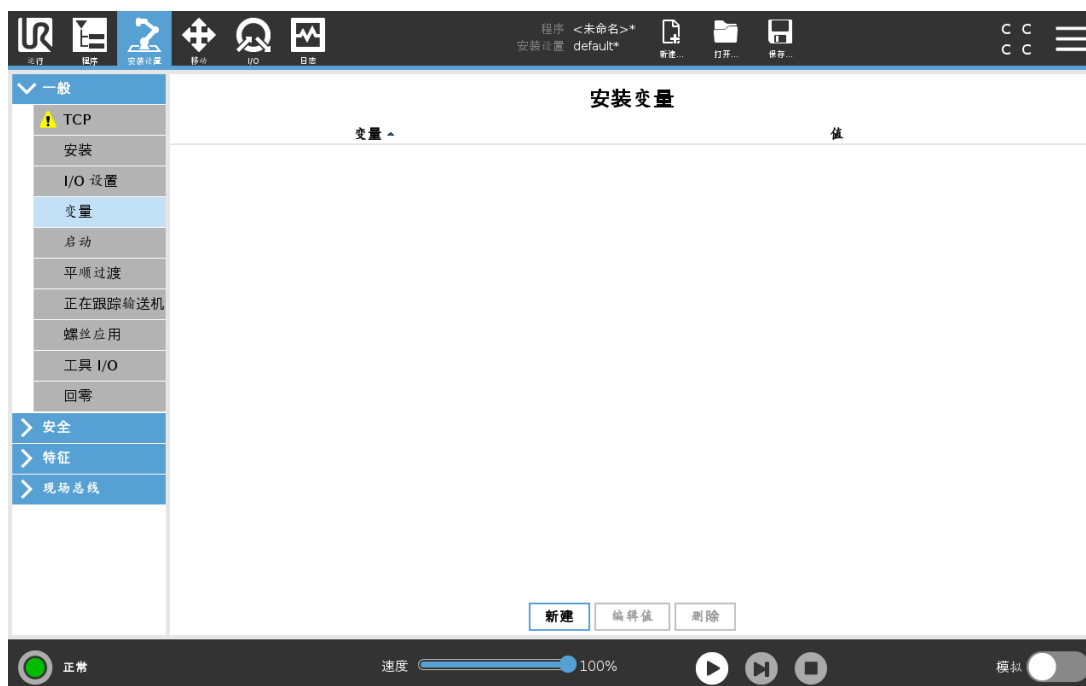 程序 <未命名>*
安装设置 default*
C C
C C
运行 程序 安装设置 移动 I/O 日志 新建... 打开... 保存...
一般
TCP
安装
I/O 设置
变量
启动
平顺过渡
正在跟踪输送机
螺丝应用
工具 I/O
回零
安全
特征
现场总线
安装变量
变量 值
新建 编辑值 删除
正常 速度 100% 模拟